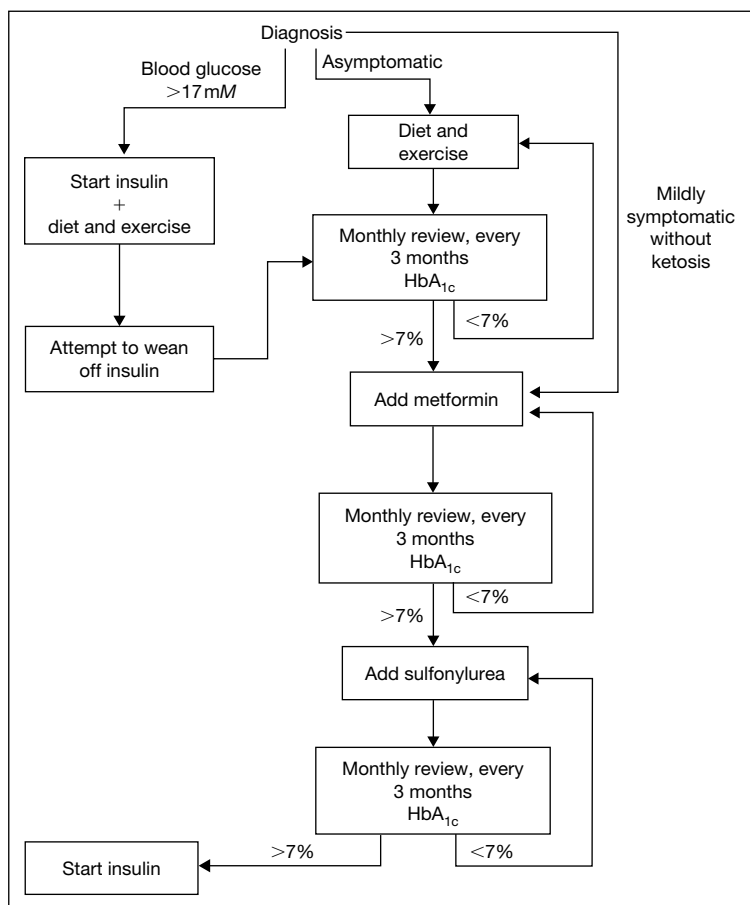 Diagnosis
Blood glucose
>17 mM
Asymptomatic
Diet and
exercise
Start insulin
+
diet and exercise
Mildly
symptomatic
without
ketosis
Monthly review, every
3 months
HbA1c
Attempt to wean
off insulin
>7%
<7%
Add metformin
Monthly review, every
3 months
HbA1c
>7%
<7%
Add sulfonylurea
Monthly review, every
3 months
HbA1c
>7%
<7%
Start insulin